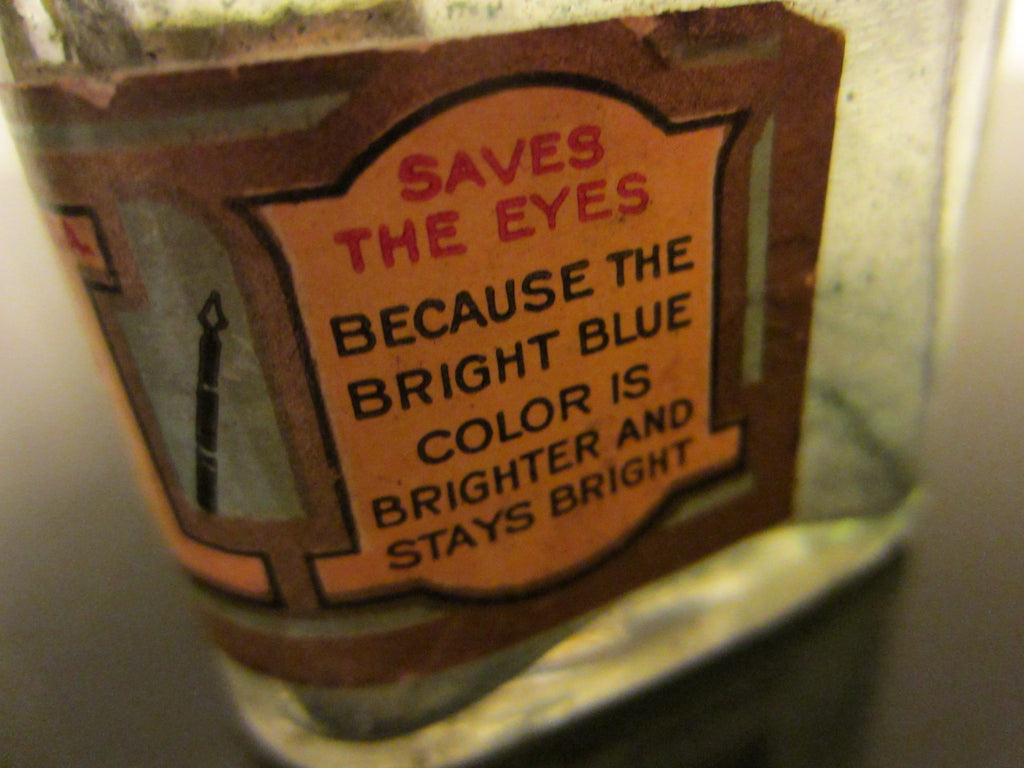 SAVES
THE EYES
BECAUSE THE
BRIGHT BLUE
COLOR IS
BRIGHTER AND
STAYS BRIGHT